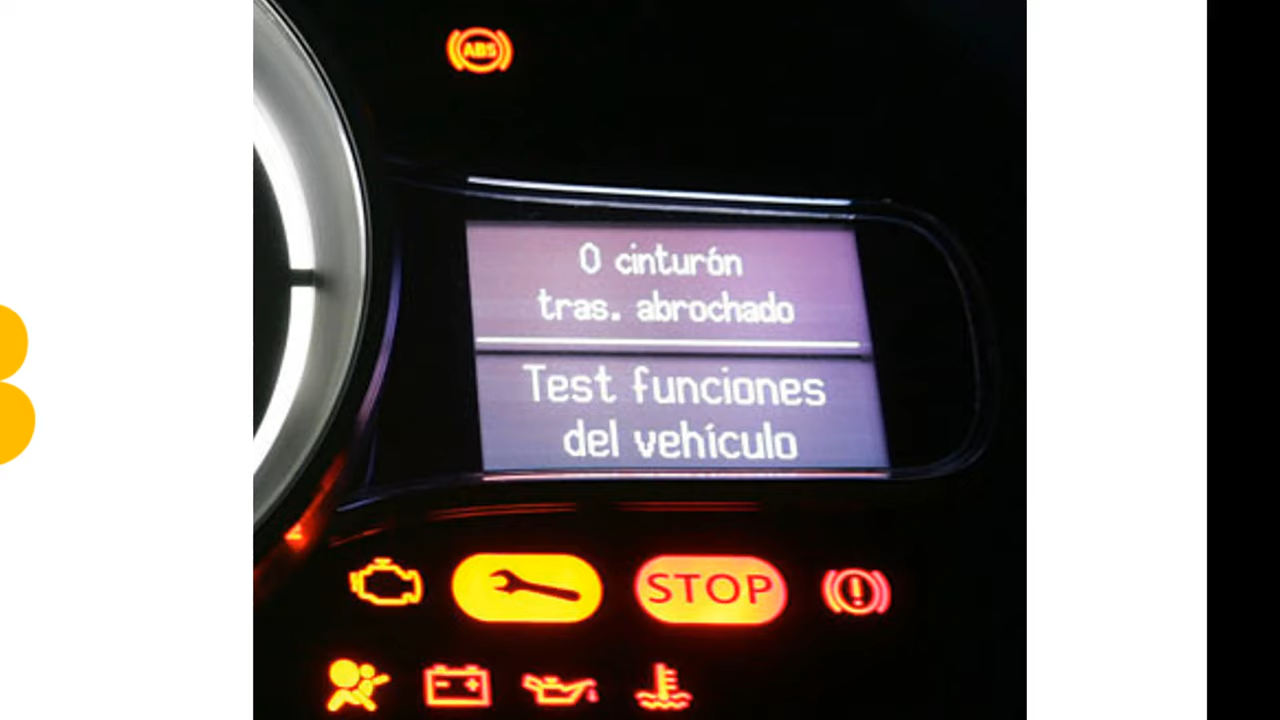 ABS
0 cinturón
tras. abrochado
Test funciones
del vehículo
STOP